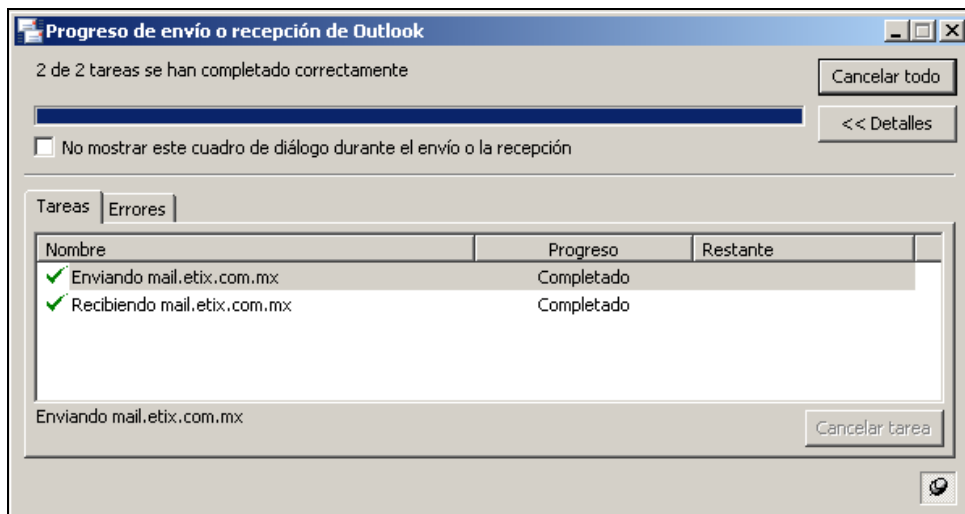 Progreso de envío o recepción de Outlook
2 de 2 tareas se han completado correctamente
Cancelar todo
<< Detalles
No mostrar este cuadro de diálogo durante el envío o la recepción
Tareas Errores
Nombre Progreso Restante
Enviando mail.etix.com.mx Completado
Recibiendo mail.etix.com.mx Completado
Enviando mail.etix.com.mx
Cancelar tarea